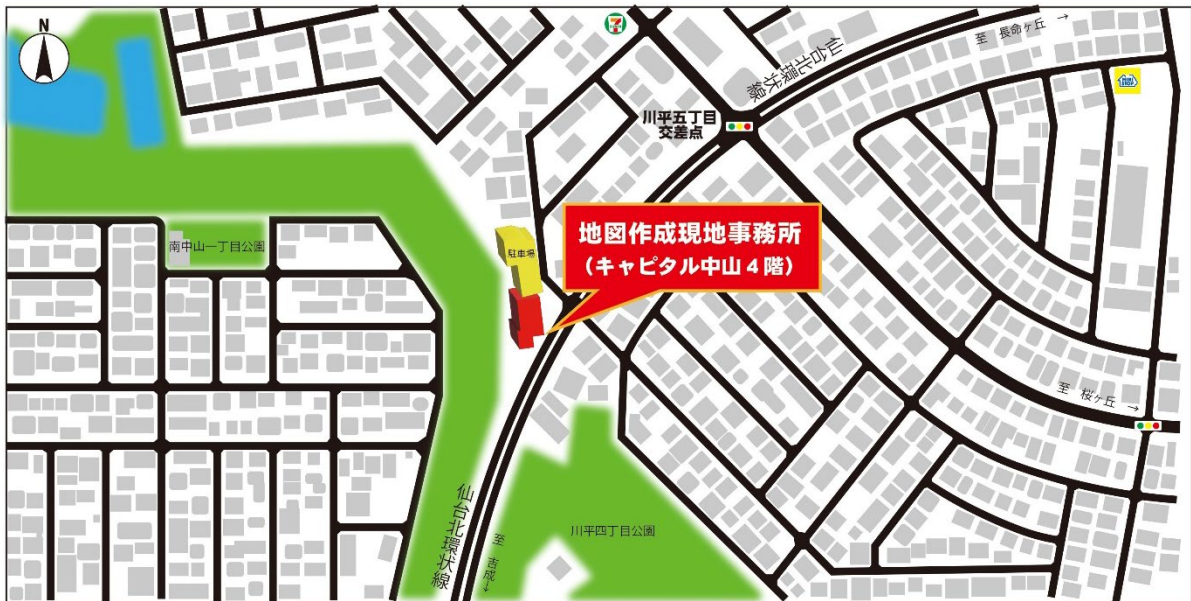 N
7
至 長命ヶ丘 →
仙台北環状線
川平五丁目
交差点
南中山一丁目公園
駐車場
地図作成現地事務所
(キャピタル中山4階)
至 桜ヶ丘 →
仙台北環状線
至 吉成↓
川平四丁目公園